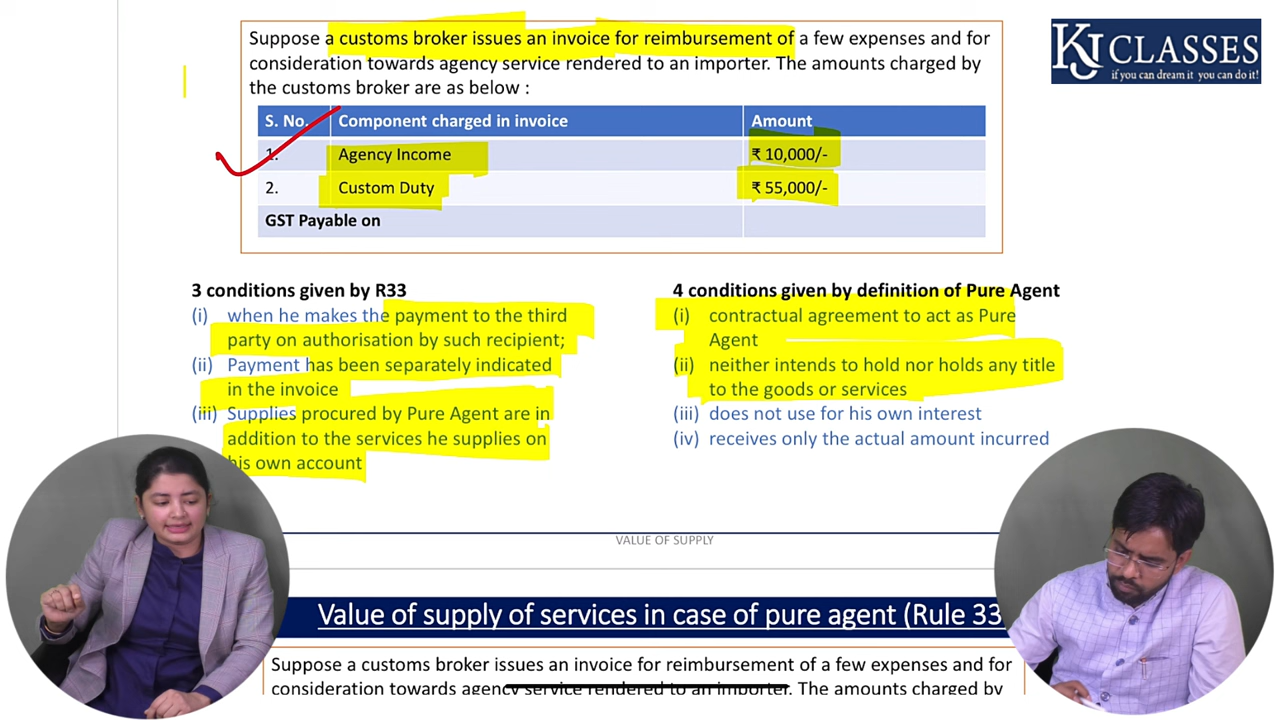 Suppose a customs broker issues an invoice for reimbursement of a few expenses and for
consideration towards agency service rendered to an importer. The amounts charged by
the customs broker are as below :
KJ CLASSES
if you can dream it you can do it!
S. No. Component charged in invoice Amount
1. Agency Income ₹ 10,000/-
2. Custom Duty ₹ 55,000/-
GST Payable on
3 conditions given by R33
(i) when he makes the payment to the third
party on authorisation by such recipient;
(ii) Payment has been separately indicated
in the invoice
(iii) Supplies procured by Pure Agent are in
addition to the services he supplies on
his own account
4 conditions given by definition of Pure Agent
(i) contractual agreement to act as Pure
Agent
(ii) neither intends to hold nor holds any title
to the goods or services
(iii) does not use for his own interest
(iv) receives only the actual amount incurred
VALUE OF SUPPLY
Value of supply of services in case of pure agent (Rule 33
Suppose a customs broker issues an invoice for reimbursement of a few expenses and for
consideration towards agency service rendered to an importer. The amounts charged by